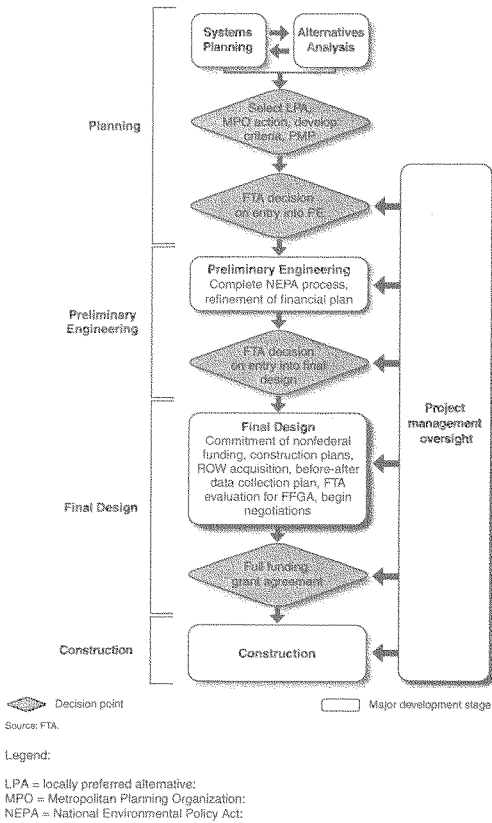 Systems
Planning
Alternatives
Analysis
Planning
Select LPA,
MPO action, develop
criteria, PMP
FTA decision
on entry into PE
Preliminary Engineering
Complete NEPA process,
refinement of financial plan
Preliminary
Engineering
FTA decision
on entry into final
design
Project
management
oversight
Final Design
Commitment of nonfederal
funding, construction plans,
ROW acquisition, before-after
data collection plan, FTA
evaluation for FFGA, begin
negotiations
Final Design
Full funding
grant agreement
Construction
Construction
Decision point
Major development stage
Source: FTA.
Legend:
LPA = locally preferred alternative:
MPO = Metropolitan Planning Organization:
NEPA = National Environmental Policy Act: